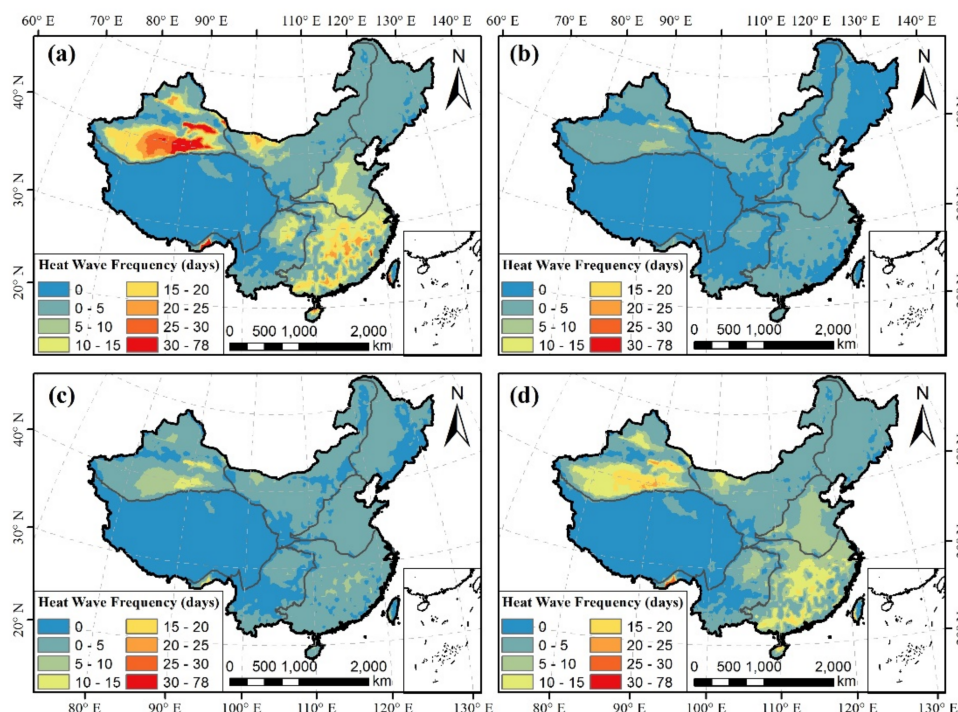 60° E 70° E 80° E 90° E 100° E 110° E 120° E 130° E 140° E 60° E 70° E 80° E 90° E 100° E 110° E 120° E 130° E 140° E
(a) N
40° N
30° N
20° N
Heat Wave Frequency (days)
0 15 - 20
0 - 5 20 - 25
5 - 10 25 - 30
10 - 15 30 - 78
0 500 1,000 2,000
km
(b) N
Heat Wave Frequency (days)
0 15 - 20
0 - 5 20 - 25
5 - 10 25 - 30
10 - 15 30 - 78
0 500 1,000 2,000
km
(c) N
40° N
30° N
20° N
Heat Wave Frequency (days)
0 15 - 20
0 - 5 20 - 25
5 - 10 25 - 30
10 - 15 30 - 78
0 500 1,000 2,000
km
(d) N
Heat Wave Frequency (days)
0 15 - 20
0 - 5 20 - 25
5 - 10 25 - 30
10 - 15 30 - 78
0 500 1,000 2,000
km
80° E 90° E 100° E 110° E 120° E 130° E 80° E 90° E 100° E 110° E 120° E 130° E